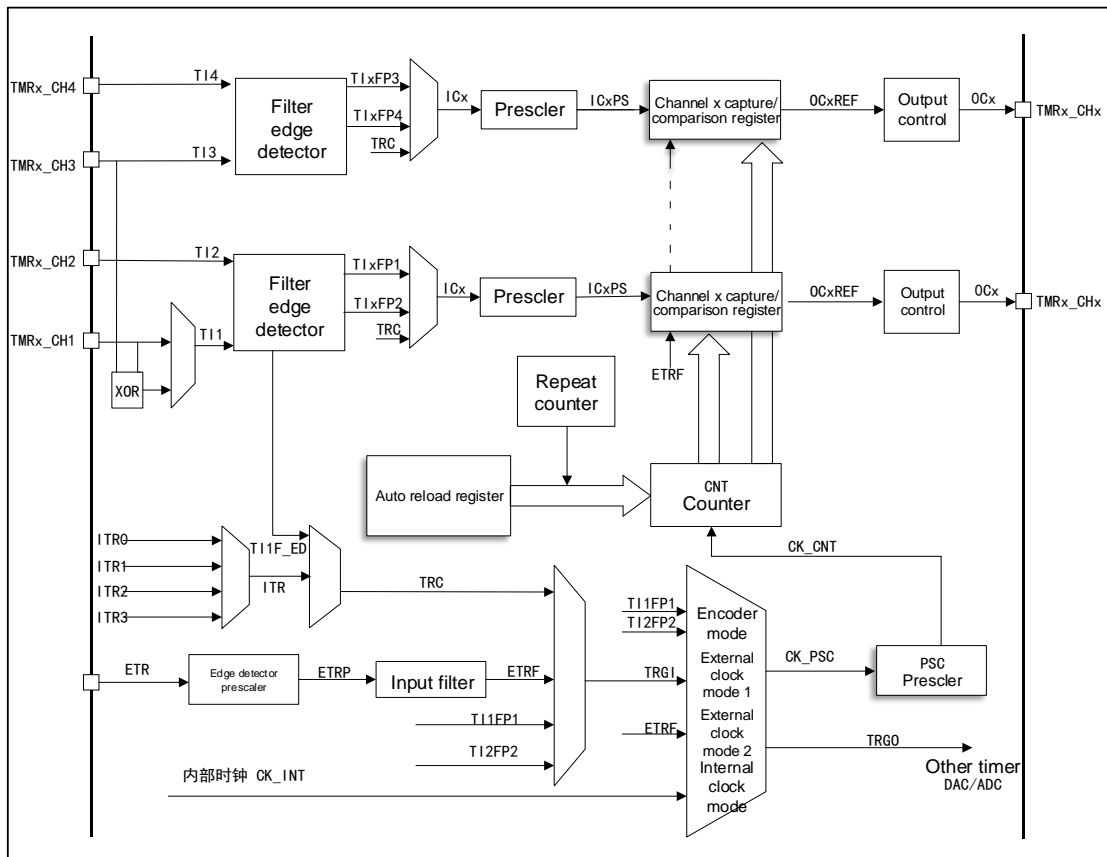 TMRx_CH4
TI4
Filter
edge
detector
TIxFP3
TIxFP4
TRC
ICx
Prescler
ICxPS
Channel x capture/
comparison register
OCxREF
Output
control
OCx
TMRx_CHx
TMRx_CH3
TI3
TMRx_CH2
TI2
Filter
edge
detector
TIxFP1
TIxFP2
TRC
ICx
Prescler
ICxPS
Channel x capture/
comparison register
OCxREF
Output
control
OCx
TMRx_CHx
TMRx_CH1
TI1
XOR
ETRF
Repeat
counter
Auto reload register
CNT
Counter
ITR0
ITR1
ITR2
ITR3
ITR
TI1F_ED
TRC
CK_CNT
TI1FP1
TI2FP2
Encoder
mode
External
clock
mode 1
External
clock
mode 2
Internal
clock
mode
CK_PSC
PSC
Prescler
ETR
Edge detector
prescaler
ETRP
Input filter
ETRF
TRGI
TI1FP1
TI2FP2
ETRF
TRGO
Other timer
DAC/ADC
内部时钟 CK_INT